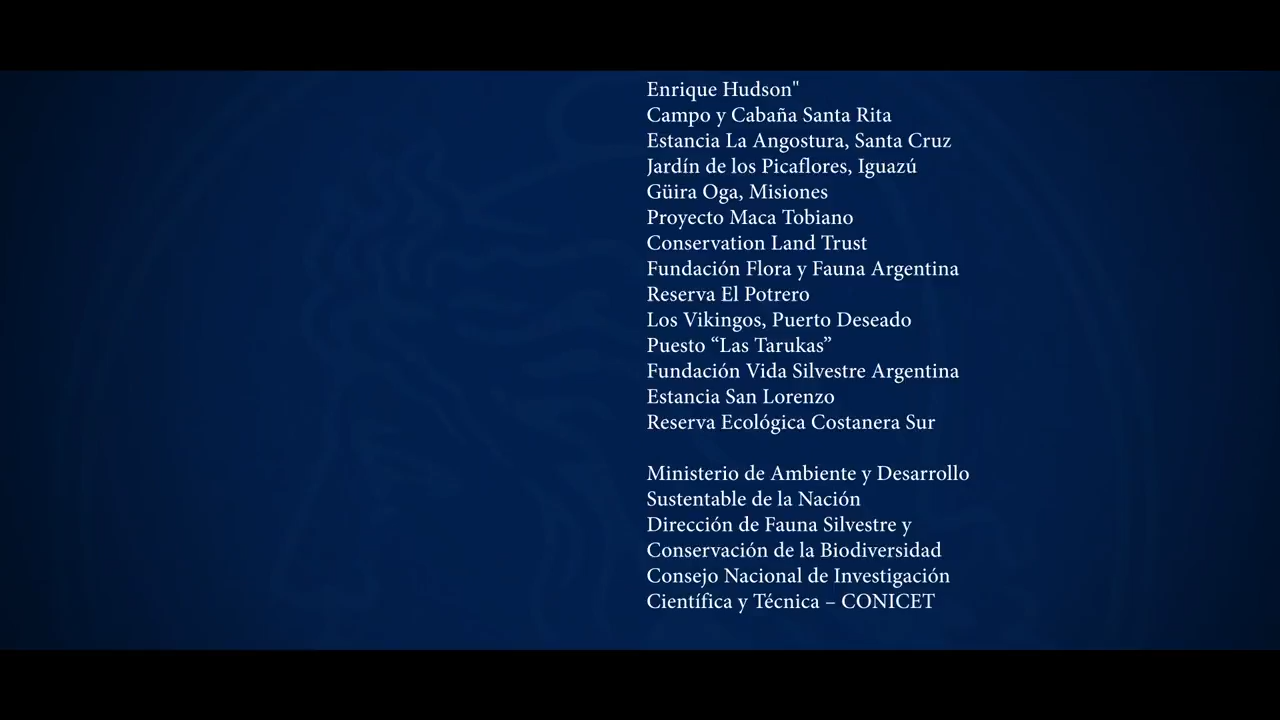 Enrique Hudson"
Campo y Cabaña Santa Rita
Estancia La Angostura, Santa Cruz
Jardín de los Picaflores, Iguazú
Güira Oga, Misiones
Proyecto Maca Tobiano
Conservation Land Trust
Fundación Flora y Fauna Argentina
Reserva El Potrero
Los Vikingos, Puerto Deseado
Puesto “Las Tarukas”
Fundación Vida Silvestre Argentina
Estancia San Lorenzo
Reserva Ecológica Costanera Sur
Ministerio de Ambiente y Desarrollo
Sustentable de la Nación
Dirección de Fauna Silvestre y
Conservación de la Biodiversidad
Consejo Nacional de Investigación
Científica y Técnica – CONICET